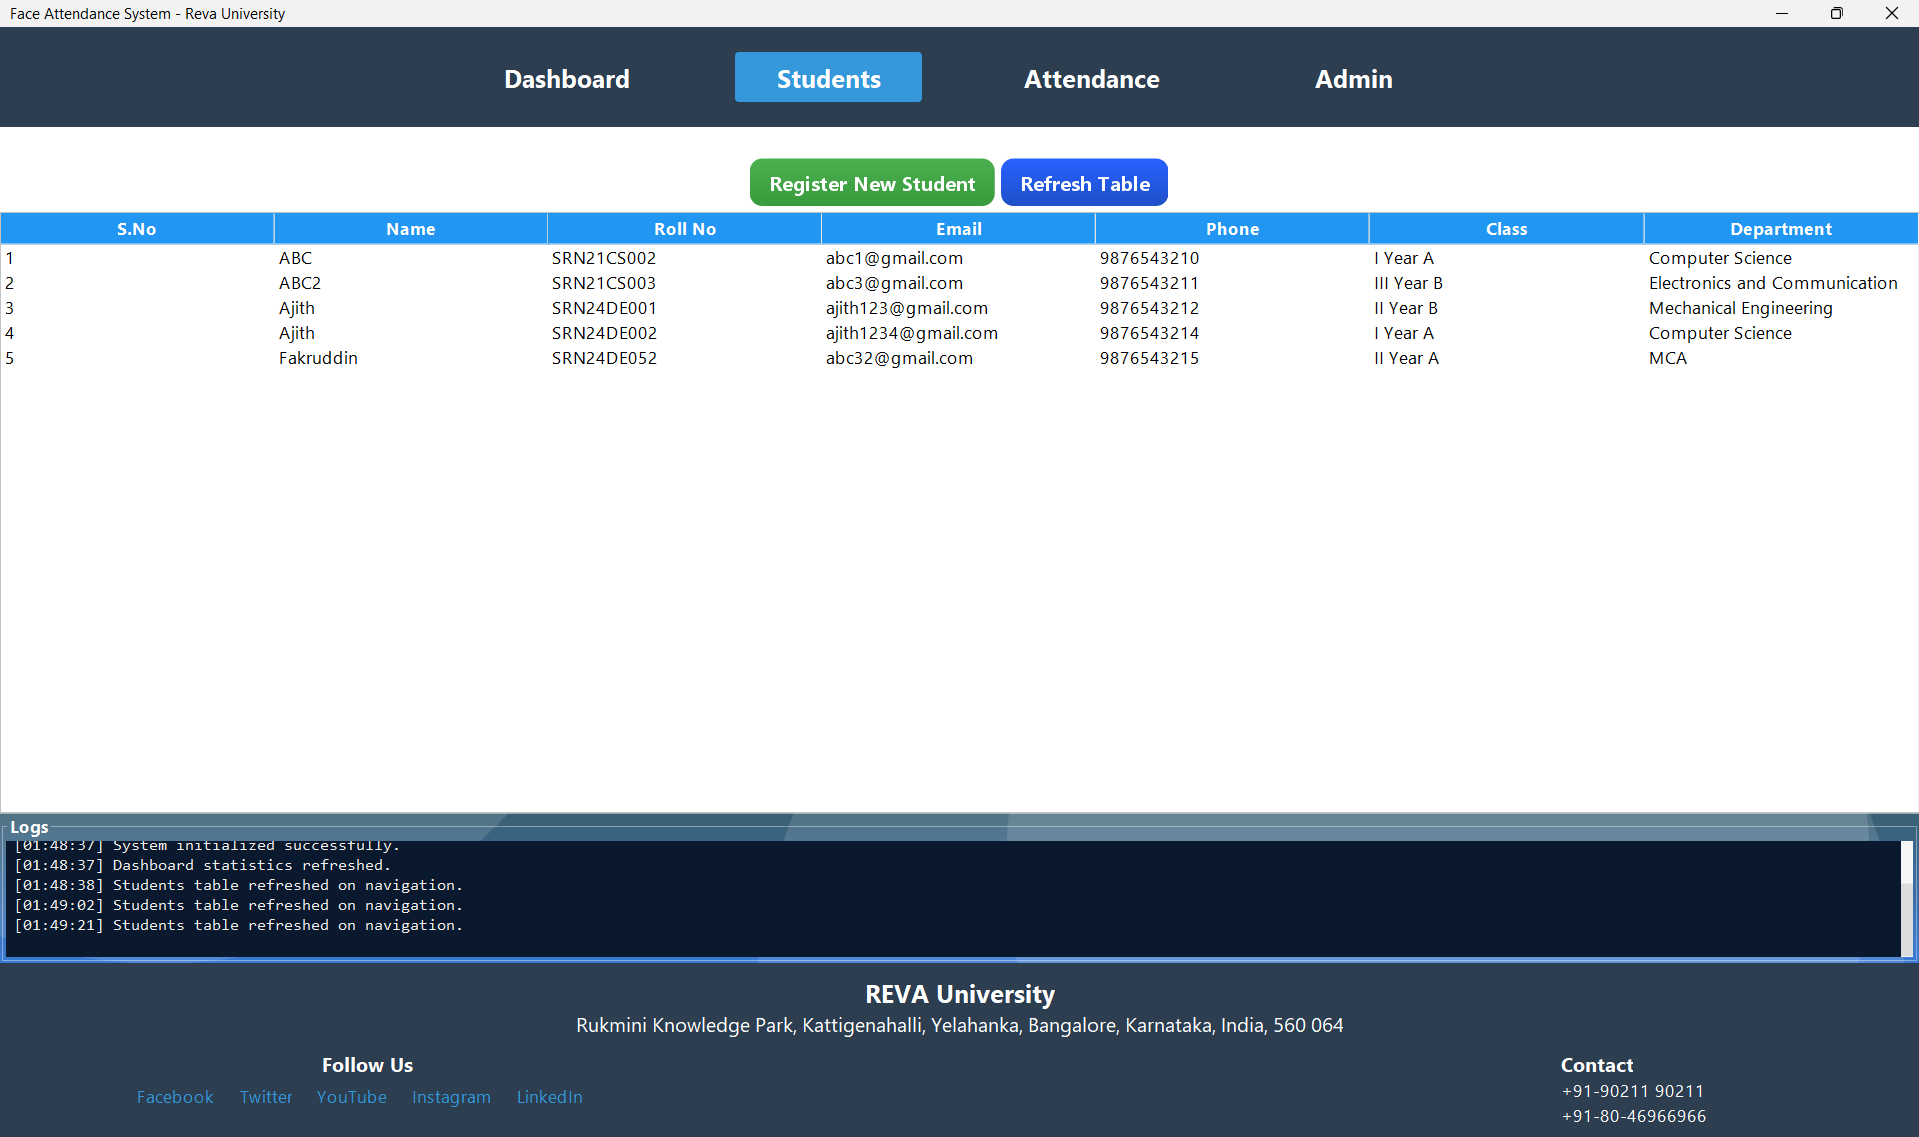 Face Attendance System - Reva University
Dashboard Students Attendance Admin
Register New Student Refresh Table
S.No Name Roll No Email Phone Class Department
1 ABC SRN21CS002 abc1@gmail.com 9876543210 I Year A Computer Science
2 ABC2 SRN21CS003 abc3@gmail.com 9876543211 III Year B Electronics and Communication
3 Ajith SRN24DE001 ajith123@gmail.com 9876543212 II Year B Mechanical Engineering
4 Ajith SRN24DE002 ajith1234@gmail.com 9876543214 I Year A Computer Science
5 Fakruddin SRN24DE052 abc32@gmail.com 9876543215 II Year A MCA
Logs
[01:48:37] System initialized successfully.
[01:48:37] Dashboard statistics refreshed.
[01:48:38] Students table refreshed on navigation.
[01:49:02] Students table refreshed on navigation.
[01:49:21] Students table refreshed on navigation.
REVA University
Rukmini Knowledge Park, Kattigenahalli, Yelahanka, Bangalore, Karnataka, India, 560 064
Follow Us
Facebook Twitter YouTube Instagram LinkedIn
Contact
+91-90211 90211
+91-80-46966966